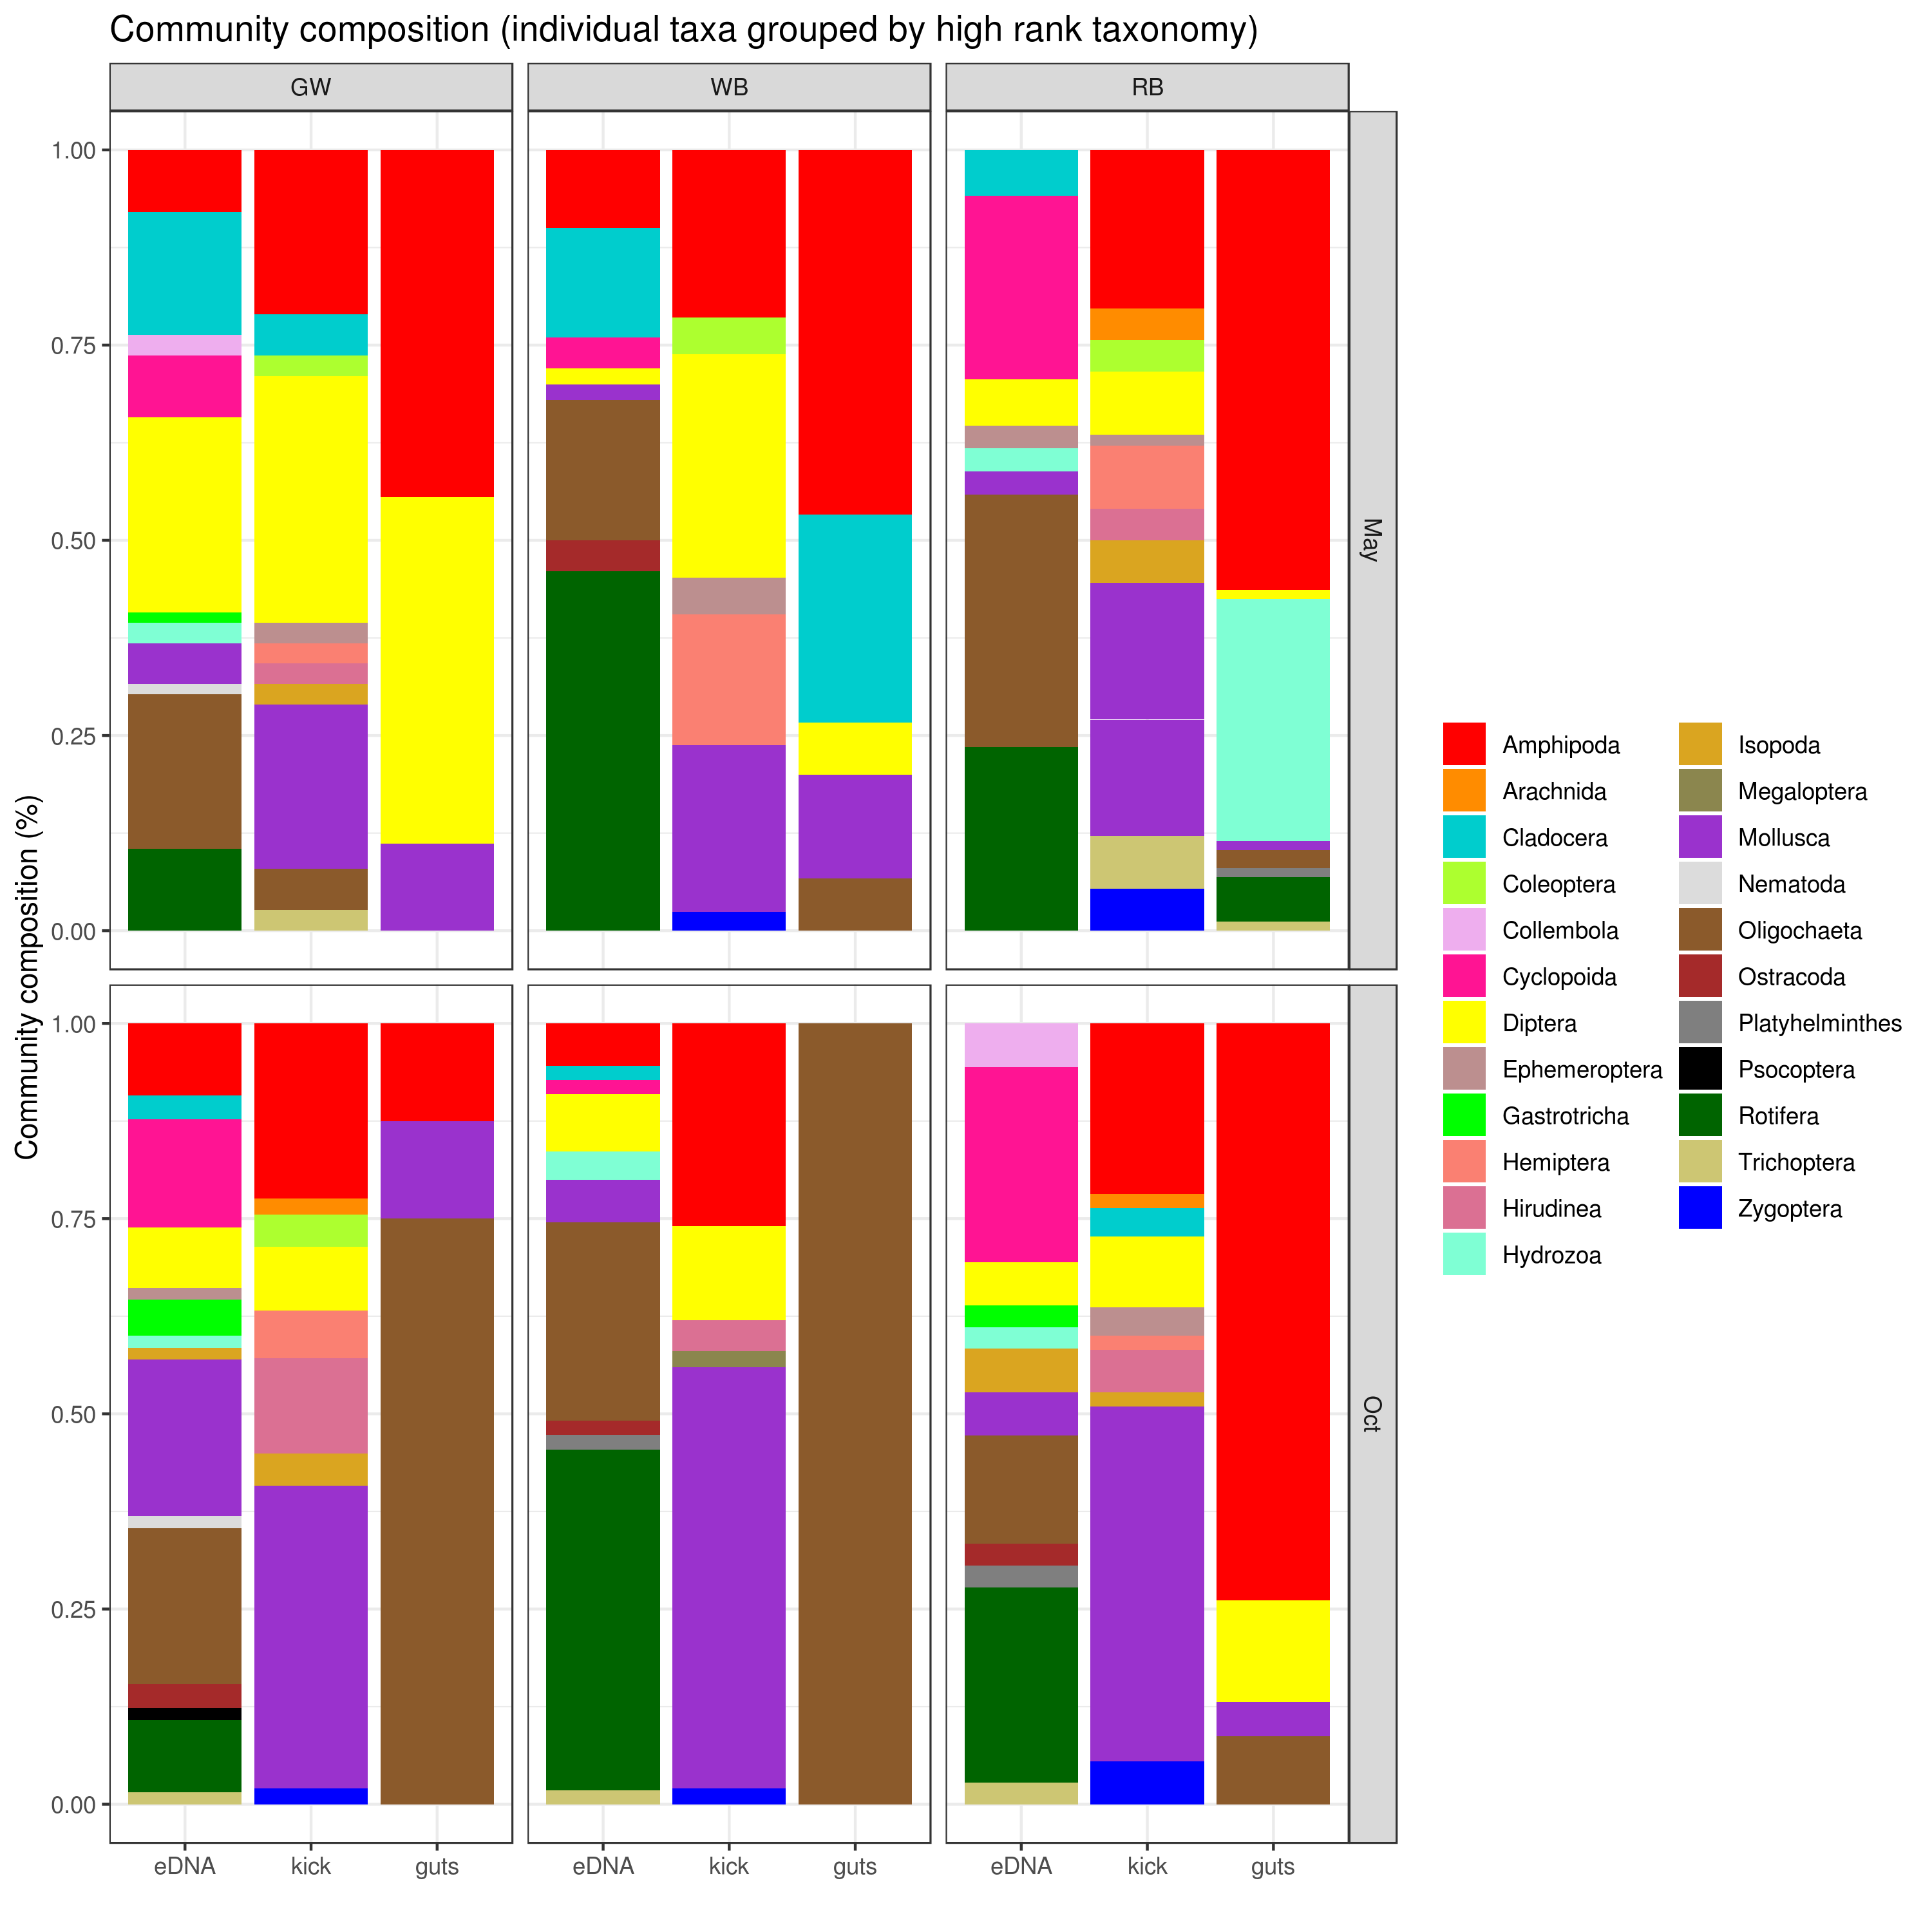 Community composition (individual taxa grouped by high rank taxonomy)
GW
WB
RB
May
Oct
Community composition (%)
1.00
0.75
0.50
0.25
0.00
1.00
0.75
0.50
0.25
0.00
eDNA
kick
guts
eDNA
kick
guts
eDNA
kick
guts
Amphipoda
Arachnida
Cladocera
Coleoptera
Collembola
Cyclopoida
Diptera
Ephemeroptera
Gastrotricha
Hemiptera
Hirudinea
Hydrozoa
Isopoda
Megaloptera
Mollusca
Nematoda
Oligochaeta
Ostracoda
Platyhelminthes
Psocoptera
Rotifera
Trichoptera
Zygoptera